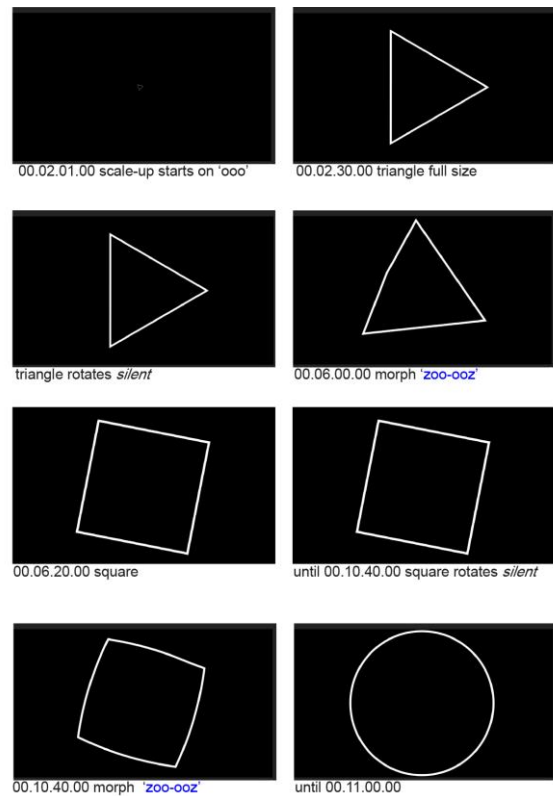 00.02.01.00 scale-up starts on ‘ooo’
00.02.30.00 triangle full size
triangle rotates silent
00.06.00.00 morph ‘zoo-ooz’
00.06.20.00 square
until 00.10.40.00 square rotates silent
00.10.40.00 morph ‘zoo-ooz’
until 00.11.00.00